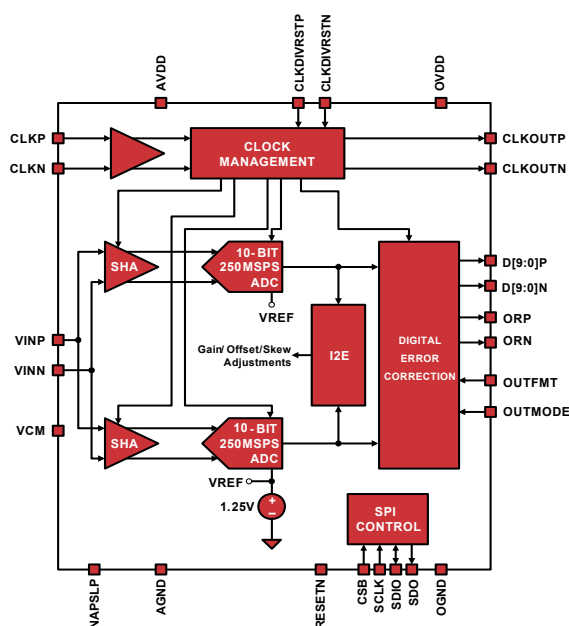 AVDD
CLKDIVRSTP
CLKDIVRSTN
OVDD
CLKP
CLKN
CLOCK
MANAGEMENT
CLKOUTP
CLKOUTN
SHA
10-BIT
250MSPS
ADC
VREF
D[9:0]P
D[9:0]N
ORP
ORN
OUTFMT
OUTMODE
DIGITAL
ERROR
CORRECTION
I2E
Gain/ Offset/Skew
Adjustments
VINP
VINN
VCM
SHA
10-BIT
250MSPS
ADC
VREF
1.25V
+
–
SPI
CONTROL
NAPSLP
AGND
RESETN
CSB
SCLK
SDIO
SDO
OGND